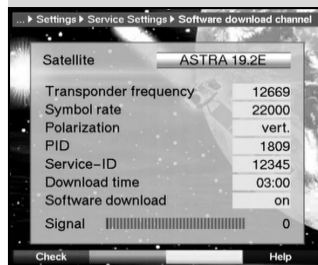 ... ▶ Settings ▶ Service Settings ▶ Software download channel
Satellite ASTRA 19.2E
Transponder frequency 12669
Symbol rate 22000
Polarization vert.
PID 1809
Service-ID 12345
Download time 03:00
Software download on
Signal 0
Check Help